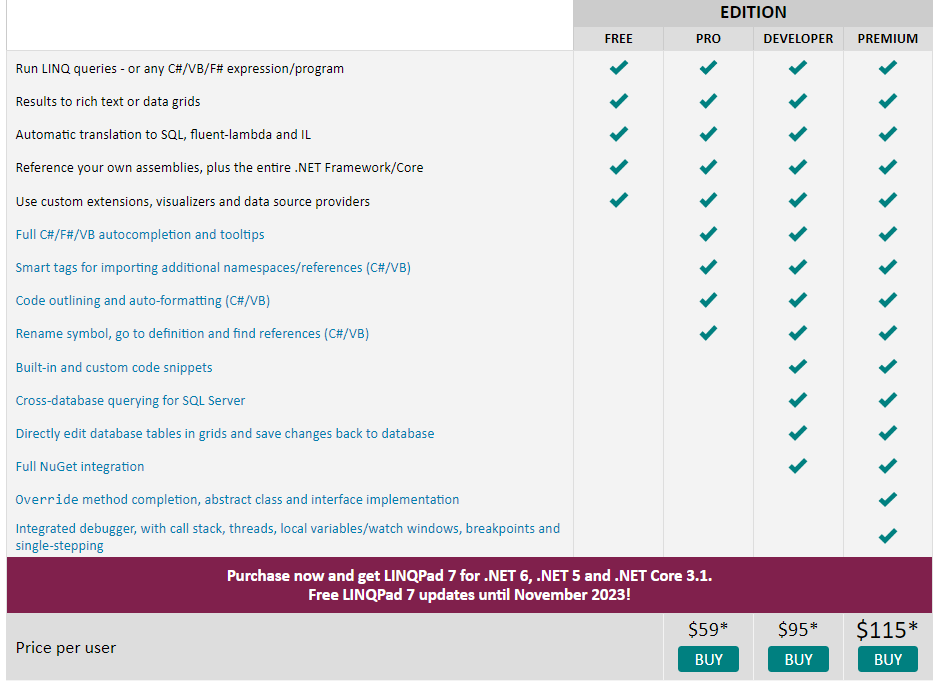 EDITION
FREE PRO DEVELOPER PREMIUM
Run LINQ queries - or any C#/VB/F# expression/program
Results to rich text or data grids
Automatic translation to SQL, fluent-lambda and IL
Reference your own assemblies, plus the entire .NET Framework/Core
Use custom extensions, visualizers and data source providers
Full C#/F#/VB autocompletion and tooltips
Smart tags for importing additional namespaces/references (C#/VB)
Code outlining and auto-formatting (C#/VB)
Rename symbol, go to definition and find references (C#/VB)
Built-in and custom code snippets
Cross-database querying for SQL Server
Directly edit database tables in grids and save changes back to database
Full NuGet integration
Override method completion, abstract class and interface implementation
Integrated debugger, with call stack, threads, local variables/watch windows, breakpoints and
single-stepping
Purchase now and get LINQPad 7 for .NET 6, .NET 5 and .NET Core 3.1.
Free LINQPad 7 updates until November 2023!
Price per user $59* $95* $115*
BUY BUY BUY